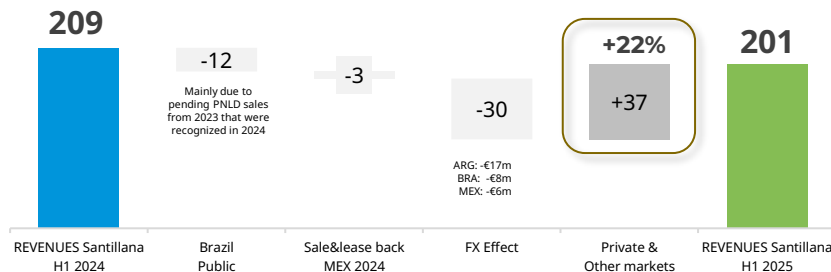 209
-12
Mainly due to
pending PNLD sales
from 2023 that were
recognized in 2024
-3
-30
ARG: -€17m
BRA: -€8m
MEX: -€6m
+22%
+37
201
REVENUES Santillana
H1 2024
Brazil
Public
Sale&lease back
MEX 2024
FX Effect
Private &
Other markets
REVENUES Santillana
H1 2025